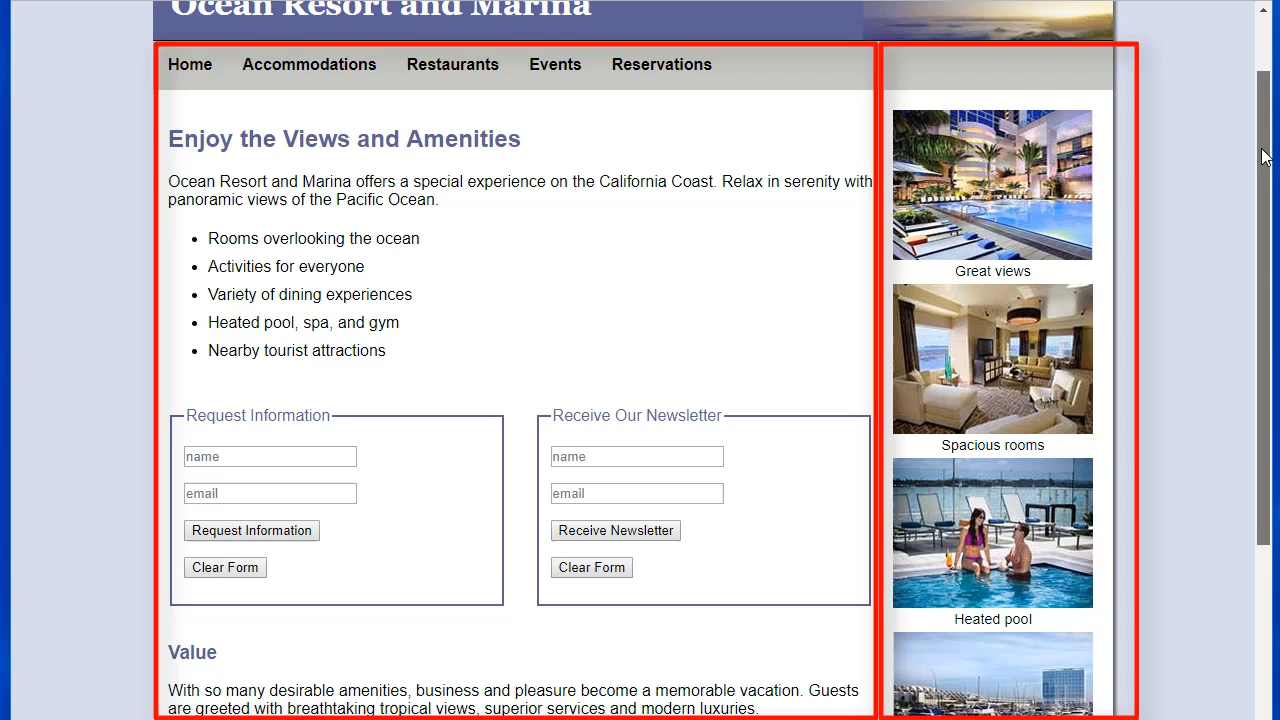 Ocean Resort and Marina
Home Accommodations Restaurants Events Reservations
Enjoy the Views and Amenities
Ocean Resort and Marina offers a special experience on the California Coast. Relax in serenity with
panoramic views of the Pacific Ocean.
Rooms overlooking the ocean
Activities for everyone
Variety of dining experiences
Heated pool, spa, and gym
Nearby tourist attractions
Request Information
name
email
Request Information
Clear Form
Receive Our Newsletter
name
email
Receive Newsletter
Clear Form
Value
With so many desirable amenities, business and pleasure become a memorable vacation. Guests
are greeted with breathtaking tropical views, superior services and modern luxuries.
Great views
Spacious rooms
Heated pool